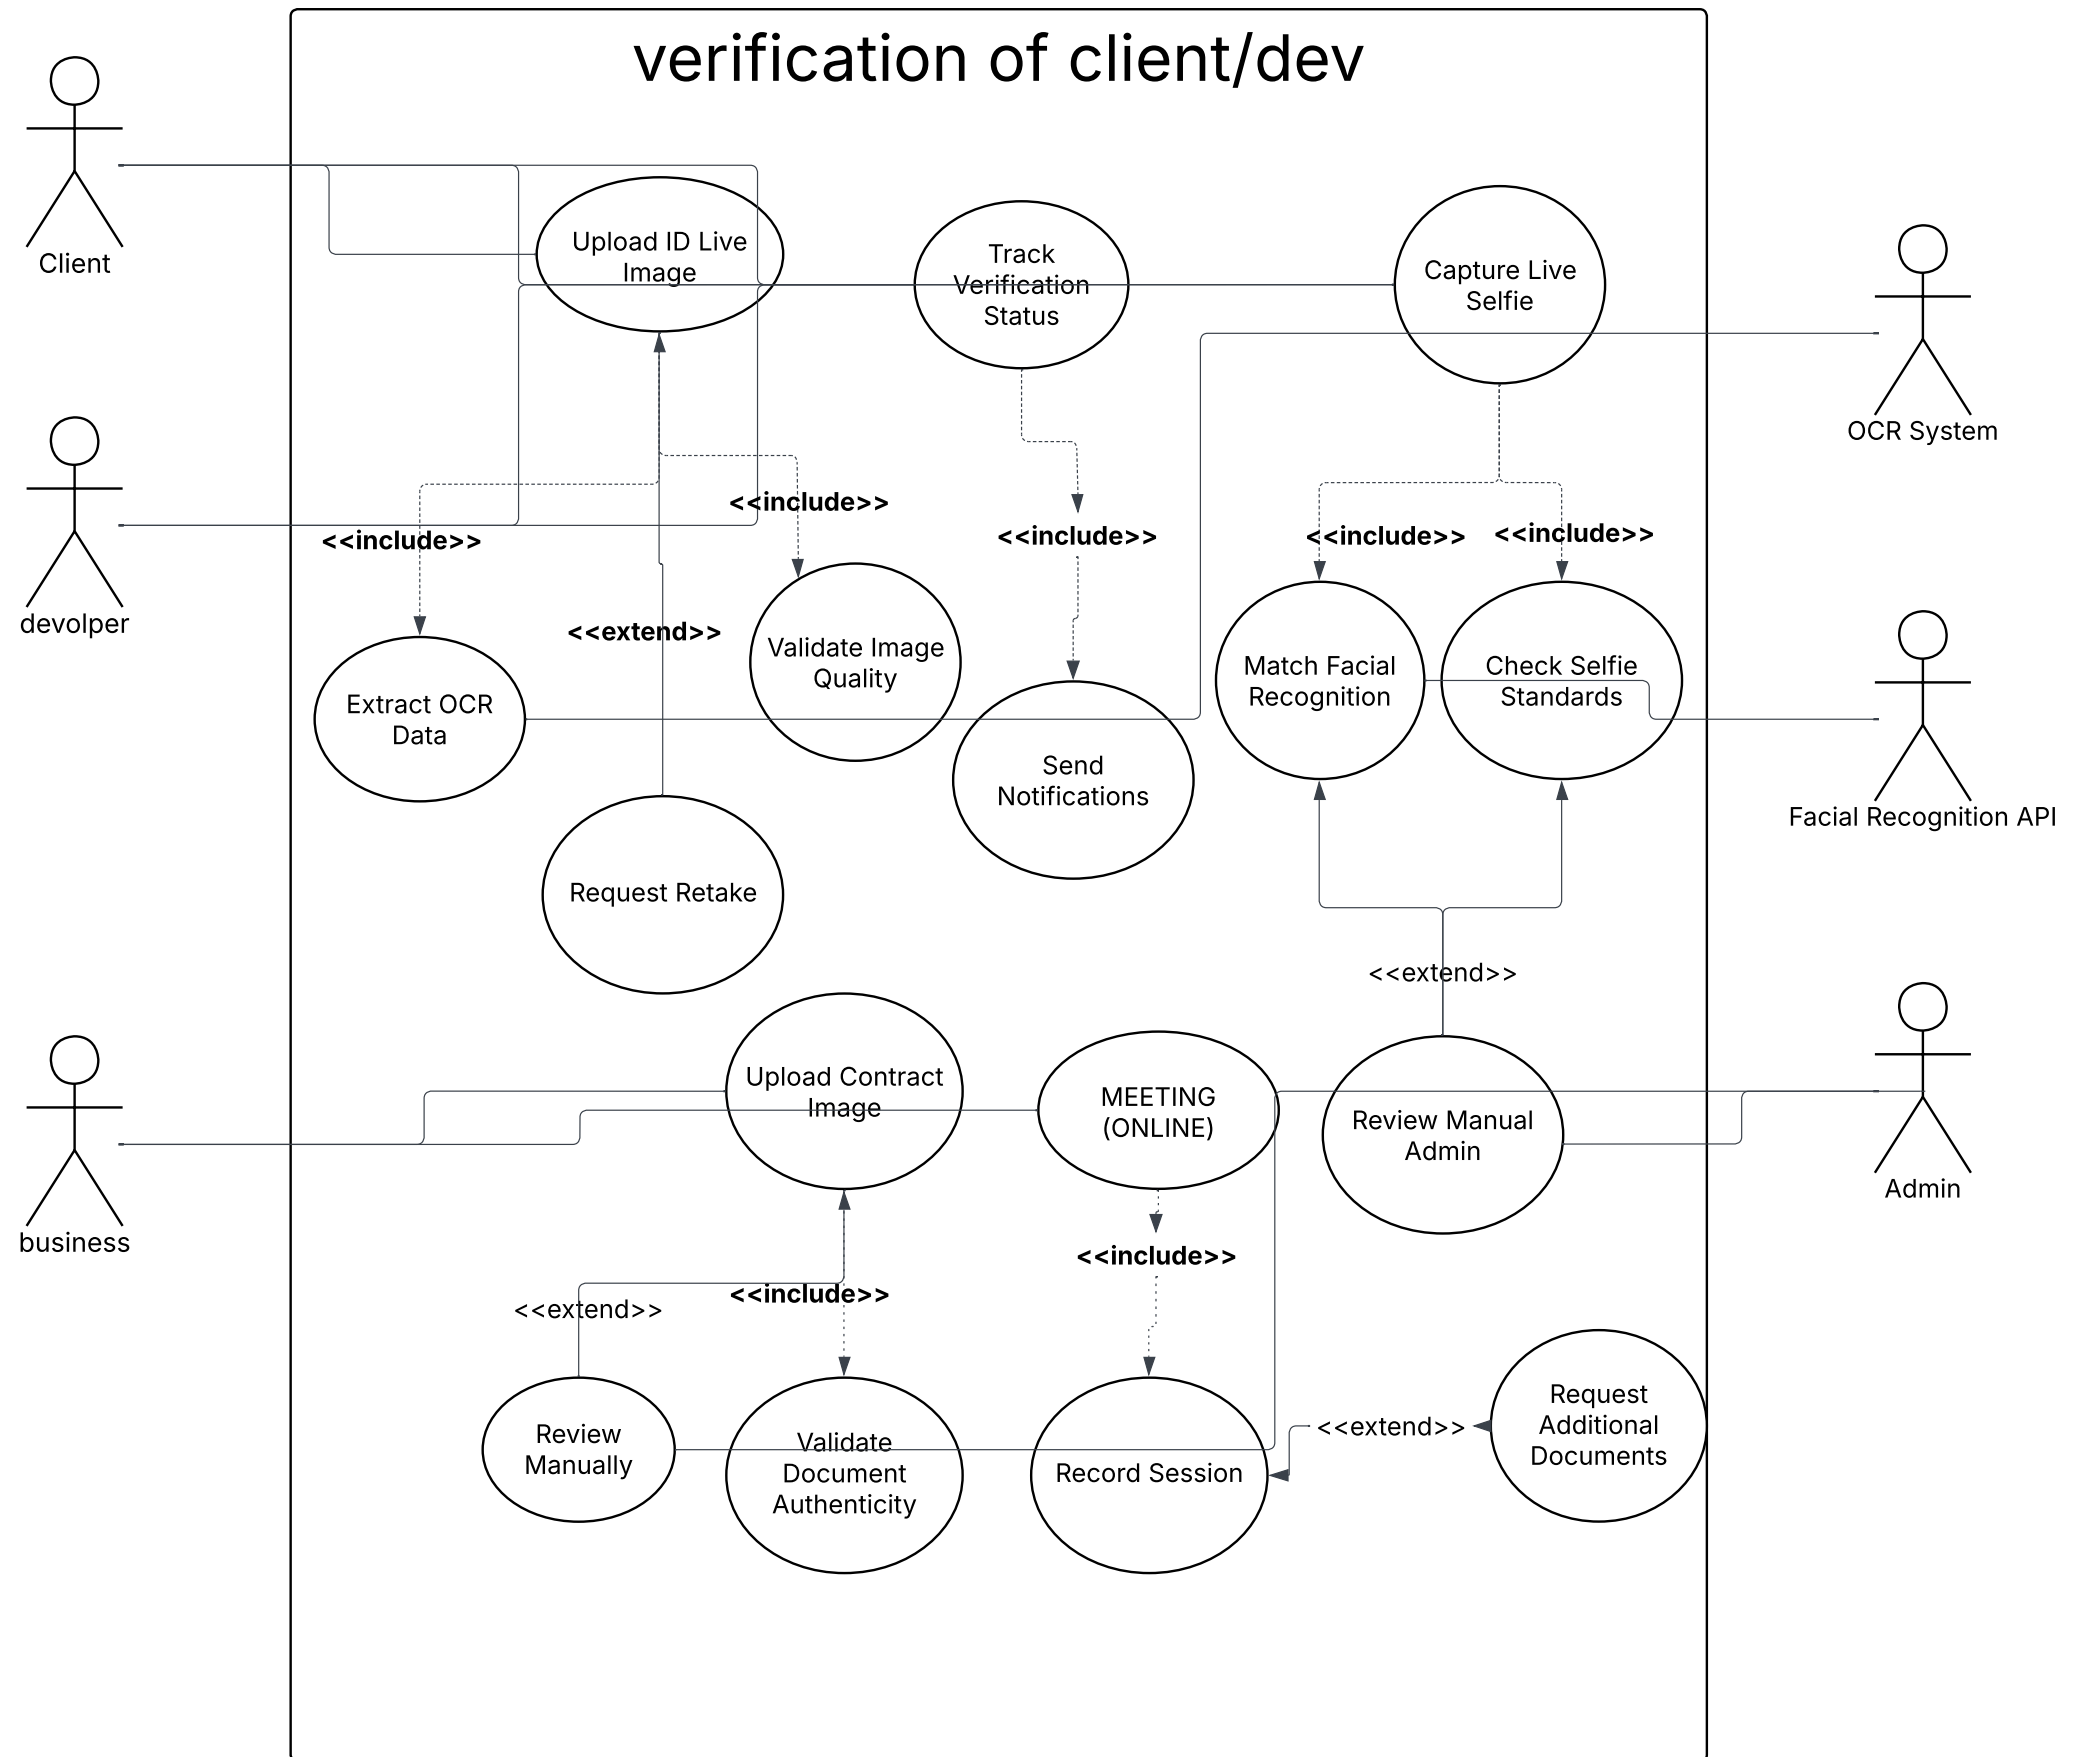 verification of client/dev
Client
Upload ID Live
Image
Track
Verification
Status
Capture Live
Selfie
OCR System
devolper
<<include>>
<<include>>
<<include>>
<<include>>
<<include>>
<<extend>>
Extract OCR
Data
Validate Image
Quality
Send
Notifications
Match Facial
Recognition
Check Selfie
Standards
Facial Recognition API
Request Retake
<<extend>>
business
Upload Contract
Image
MEETING
(ONLINE)
Review Manual
Admin
Admin
<<extend>>
<<include>>
<<include>>
Review
Manually
Validate
Document
Authenticity
Record Session
<<extend>>
Request
Additional
Documents